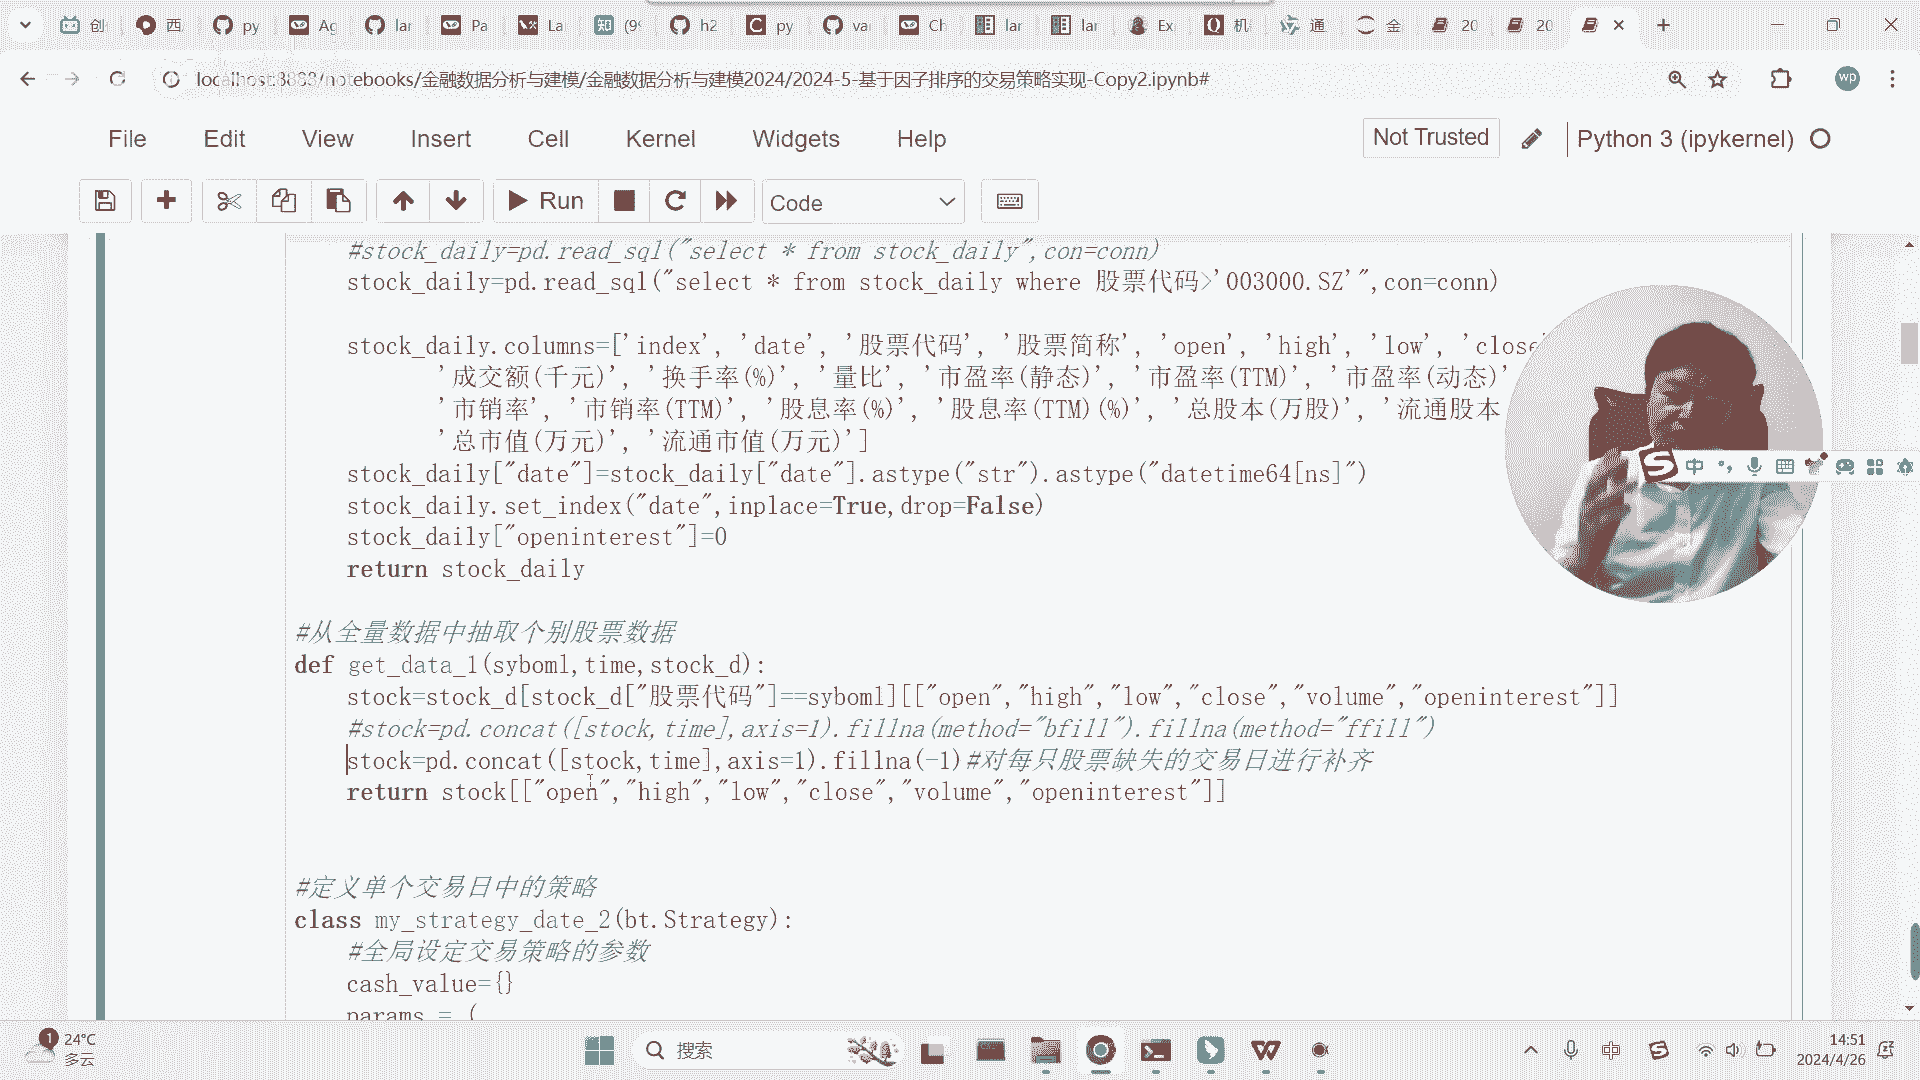 创
西
py
Ag
lar
Pa
La
知
(9
h2
py
va
Ch
lar
lar
Ex
机
通
金
20
20
localhost:8888/notebooks/金融数据分析与建模/金融数据分析与建模2024/2024-5-基于因子排序的交易策略实现-Copy2.ipynb#
wp
File Edit View Insert Cell Kernel Widgets Help
Not Trusted
Python 3 (ipykernel)
Run
Code
#stock_daily=pd.read_sql("select * from stock_daily",con=conn)
stock_daily=pd.read_sql("select * from stock_daily where 股票代码>'003000.SZ'",con=conn)
stock_daily.columns=['index', 'date', '股票代码', '股票简称', 'open', 'high', 'low', 'close
'成交额(千元)', '换手率(%)', '量比', '市盈率(静态)', '市盈率(TTM)', '市盈率(动态)'
'市销率', '市销率(TTM)', '股息率(%)', '股息率(TTM)(%)', '总股本(万股)', '流通股本
'总市值(万元)', '流通市值(万元)']
stock_daily["date"]=stock_daily["date"].astype("str").astype("datetime64[ns]")
stock_daily.set_index("date",inplace=True,drop=False)
stock_daily["openinterest"]=0
return stock_daily
#从全量数据中抽取个别股票数据
def get_data_1(syboml,time,stock_d):
stock=stock_d[stock_d["股票代码"]==syboml][["open","high","low","close","volume","openinterest"]]
#stock=pd.concat([stock,time],axis=1).fillna(method="bfill").fillna(method="ffill")
stock=pd.concat([stock,time],axis=1).fillna(-1)#对每只股票缺失的交易日进行补齐
return stock[["open","high","low","close","volume","openinterest"]]
#定义单个交易日中的策略
class my_strategy_date_2(bt.Strategy):
#全局设定交易策略的参数
cash_value={}
params = (
中
1
24°C
多云
搜索
中
14:51
2024/4/26